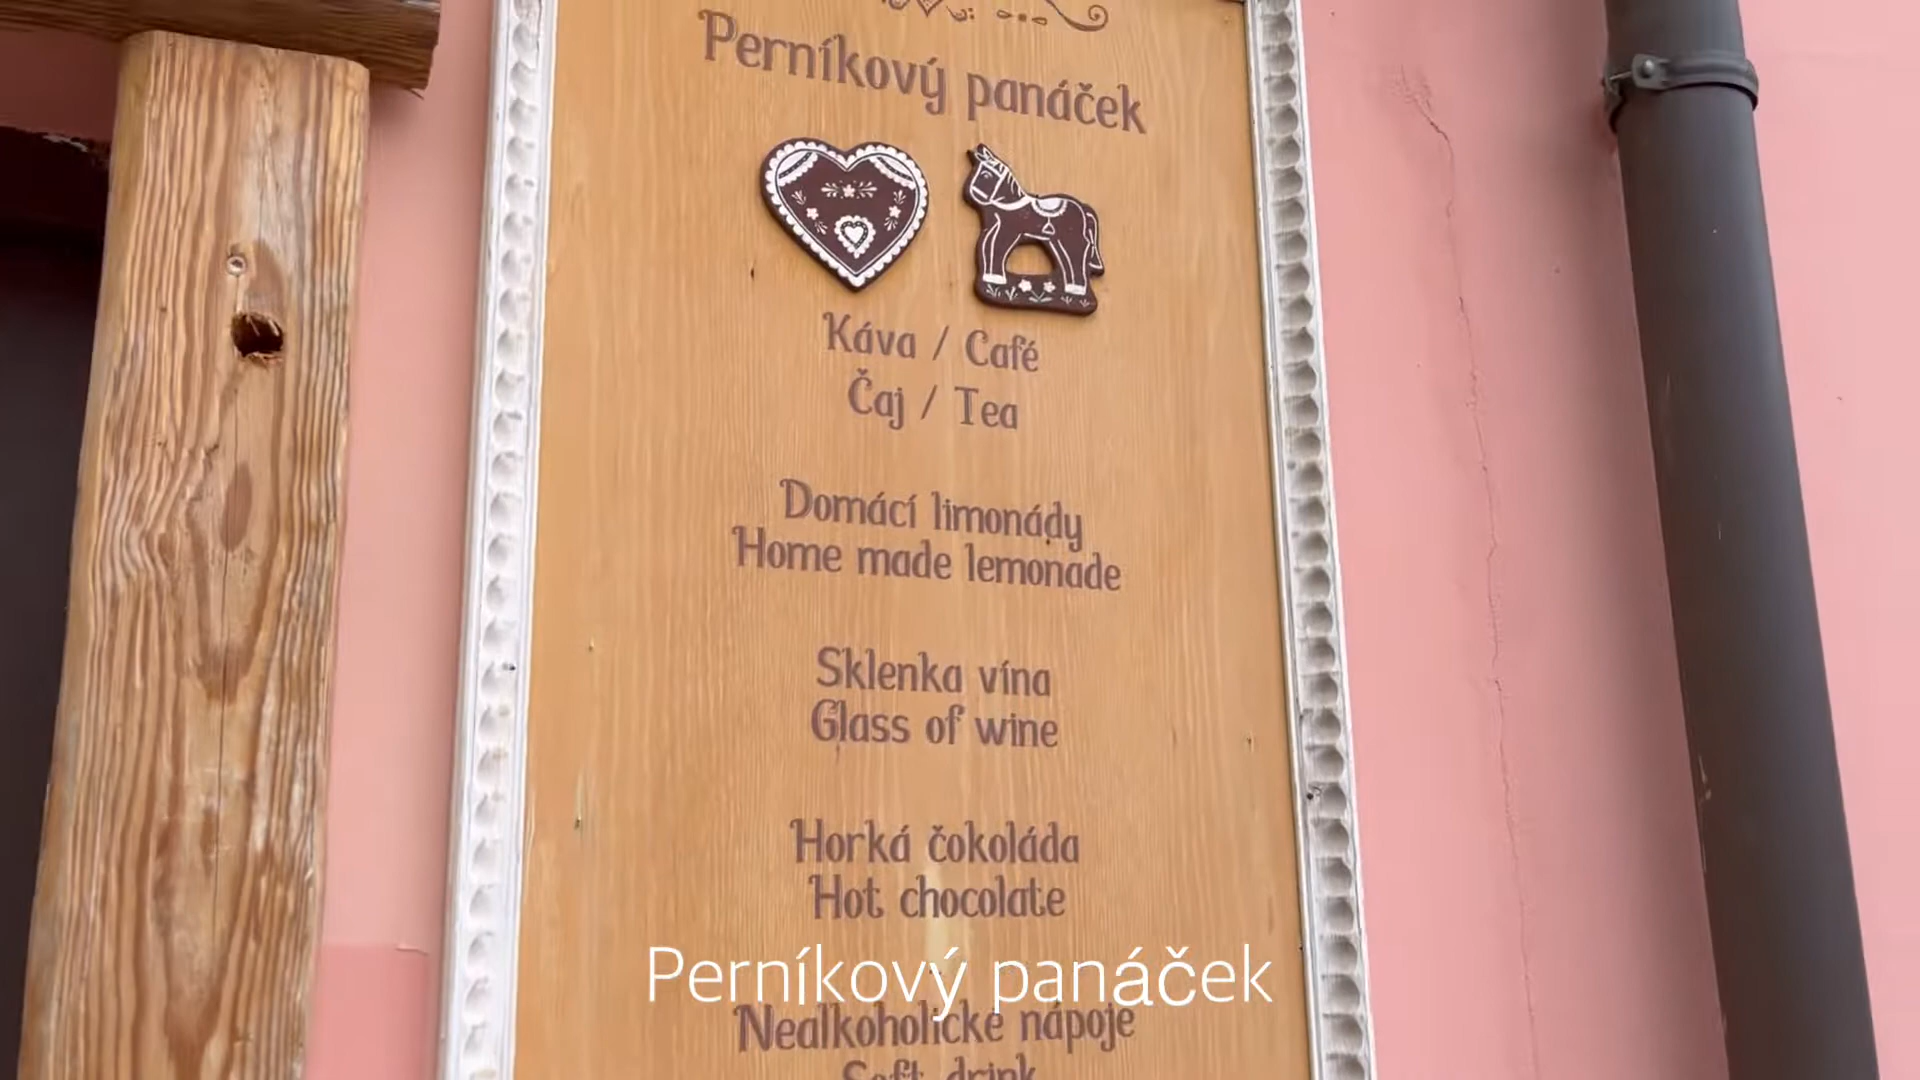 Perníkový panáček
Káva / Café
Čaj / Tea
Domácí limonády
Home made lemonade
Sklenka vína
Glass of wine
Horká čokoláda
Hot chocolate
Perníkový panáček
Nealkoholické nápoje
Soft drink